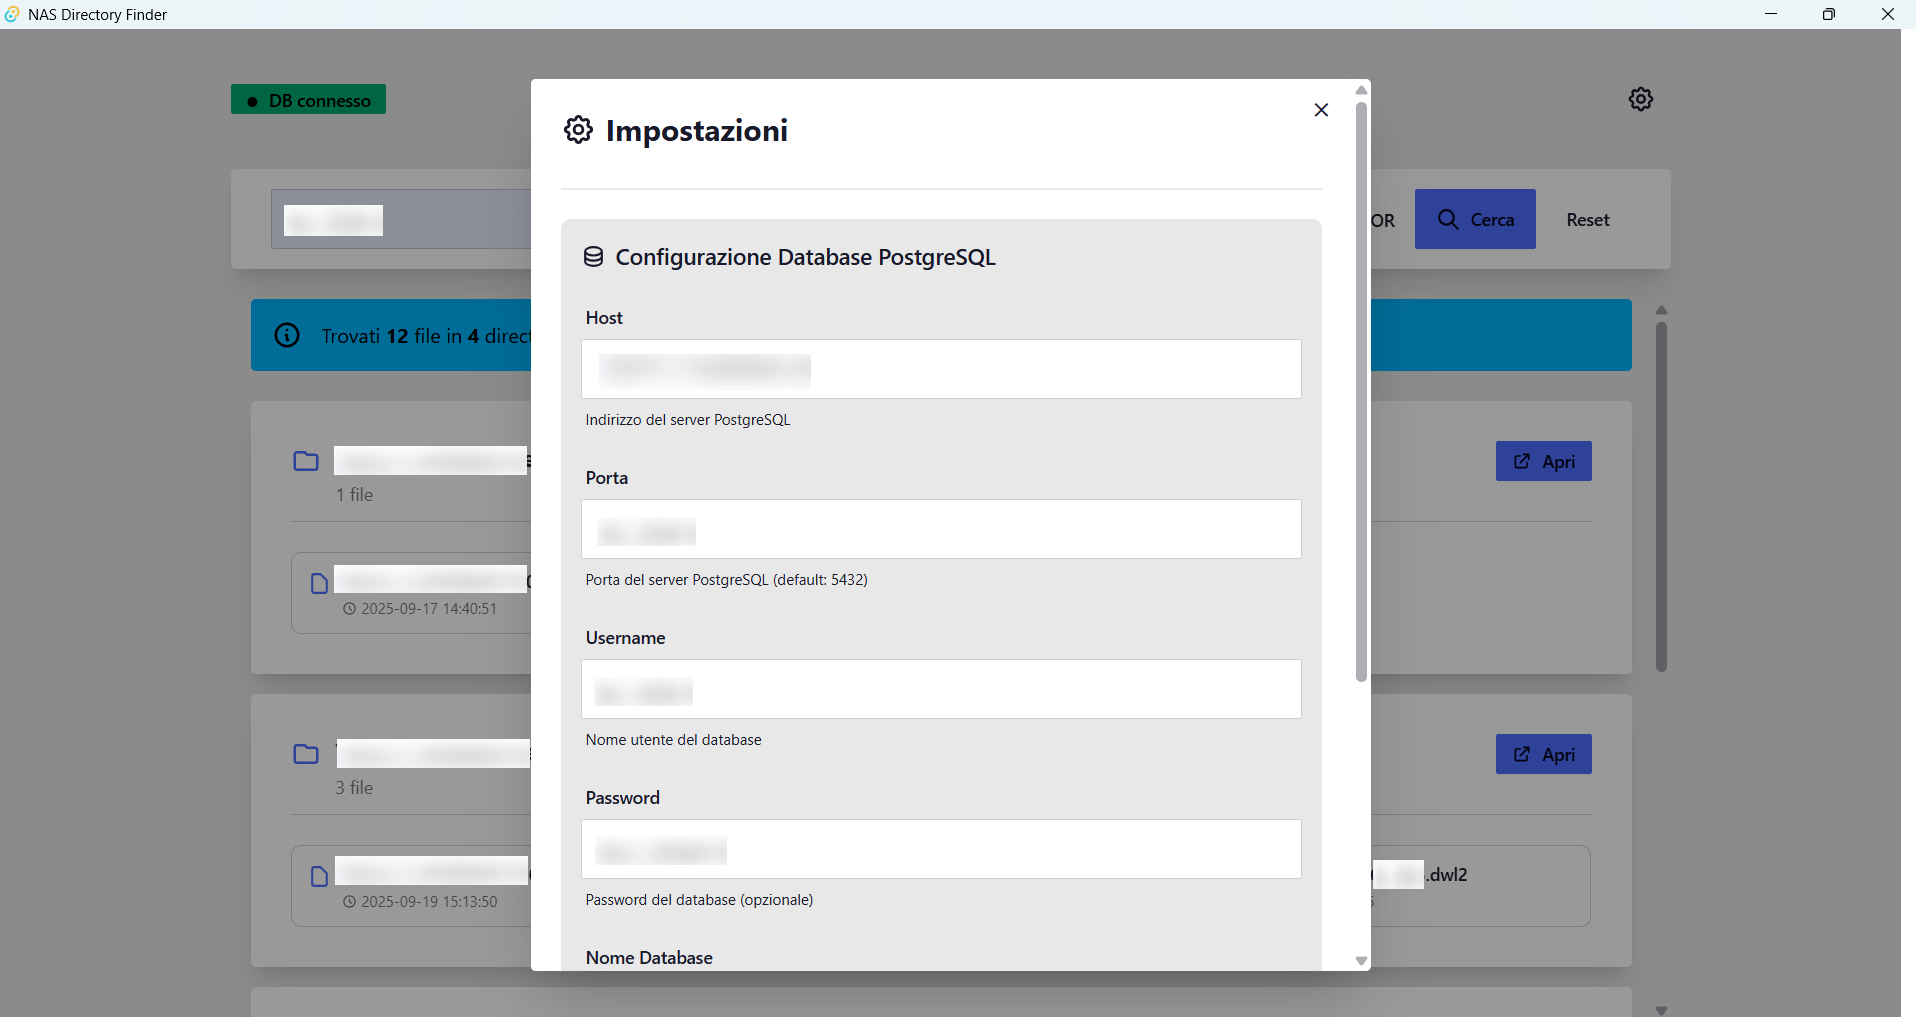 NAS Directory Finder
DB connesso
Impostazioni
OR
Cerca
Reset
Trovati 12 file in 4
Configurazione Database PostgreSQL
Host
Indirizzo del server PostgreSQL
Porta
Porta del server PostgreSQL (default: 5432)
Username
Nome utente del database
Password
Password del database (opzionale)
Nome Database
Apri
1 file
2025-09-17 14:40:51
Apri
3 file
2025-09-19 15:13:50
.dwl2